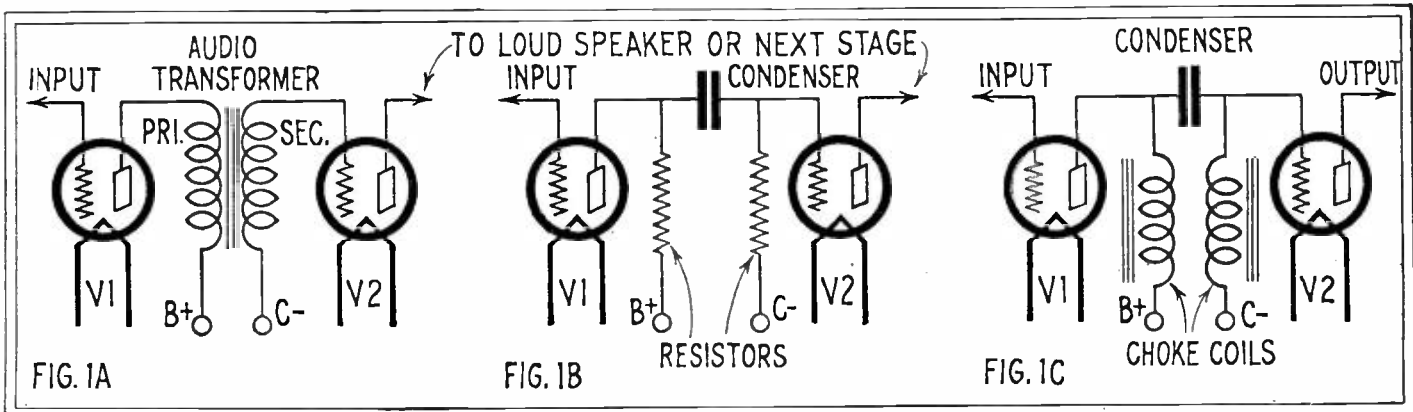 TO LOUD SPEAKER OR NEXT STAGE
AUDIO
TRANSFORMER
INPUT
PRI.
SEC.
V1
V2
B+
C-
FIG. 1A
INPUT
CONDENSER
V1
V2
B+
C-
RESISTORS
FIG. 1B
CONDENSER
INPUT
OUTPUT
V1
V2
B+
C-
CHOKE COILS
FIG. 1C